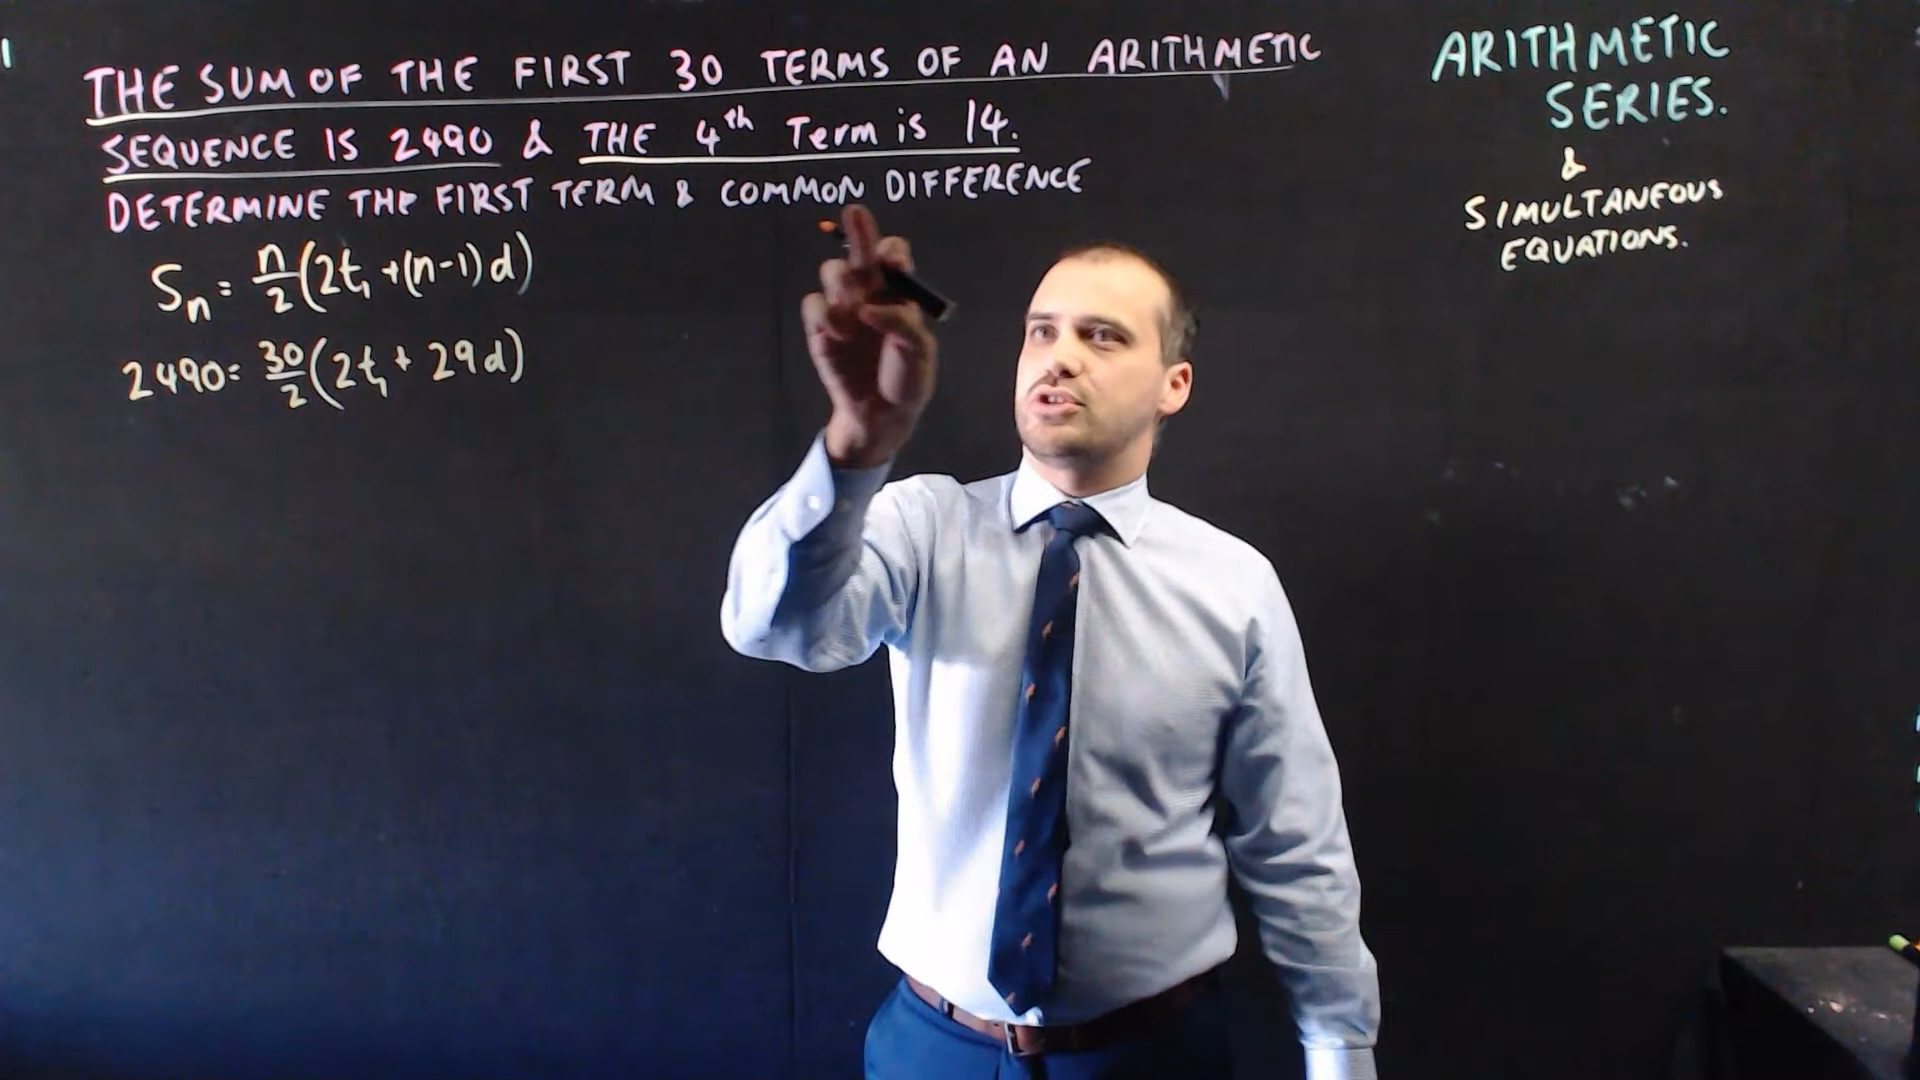 1
THE SUM OF THE FIRST 30 TERMS OF AN ARITHMETIC
SEQUENCE IS 2490 & THE 4th Term is 14.
DETERMINE THE FIRST TERM & COMMON DIFFERENCE
Sn = n/2 (2t₁ + (n-1)d)
2490 = 30/2 (2t₁ + 29d)
ARITHMETIC
SERIES.
&
SIMULTANEOUS
EQUATIONS.